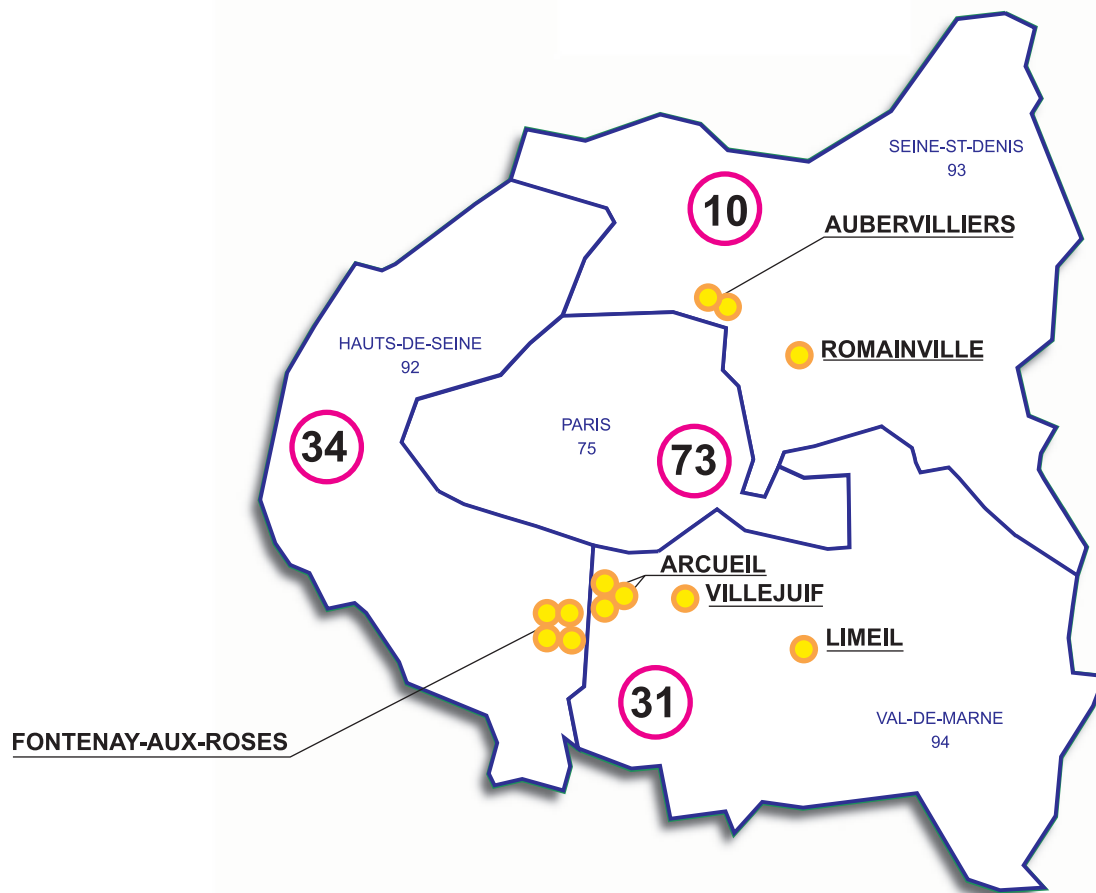 SEINE-ST-DENIS
93
10
AUBERVILLIERS
HAUTS-DE-SEINE
92
ROMAINVILLE
34
PARIS
75
73
ARCUEIL
VILLEJUIF
LIMEIL
31
VAL-DE-MARNE
94
FONTENAY-AUX-ROSES